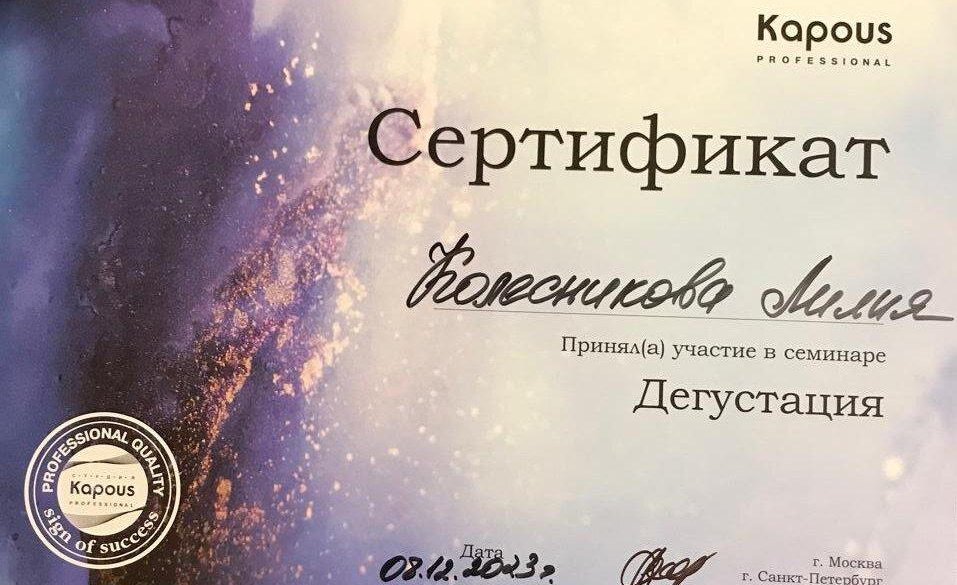 Kapous
PROFESSIONAL
Сертификат
Колесникова Лилия
Принял(а) участие в семинаре
Дегустация
PROFESSIONAL QUALITY
студия
Kapous
PROFESSIONAL
sign of success
Дата
08.12.2023г.
г. Москва
г. Санкт-Петербург